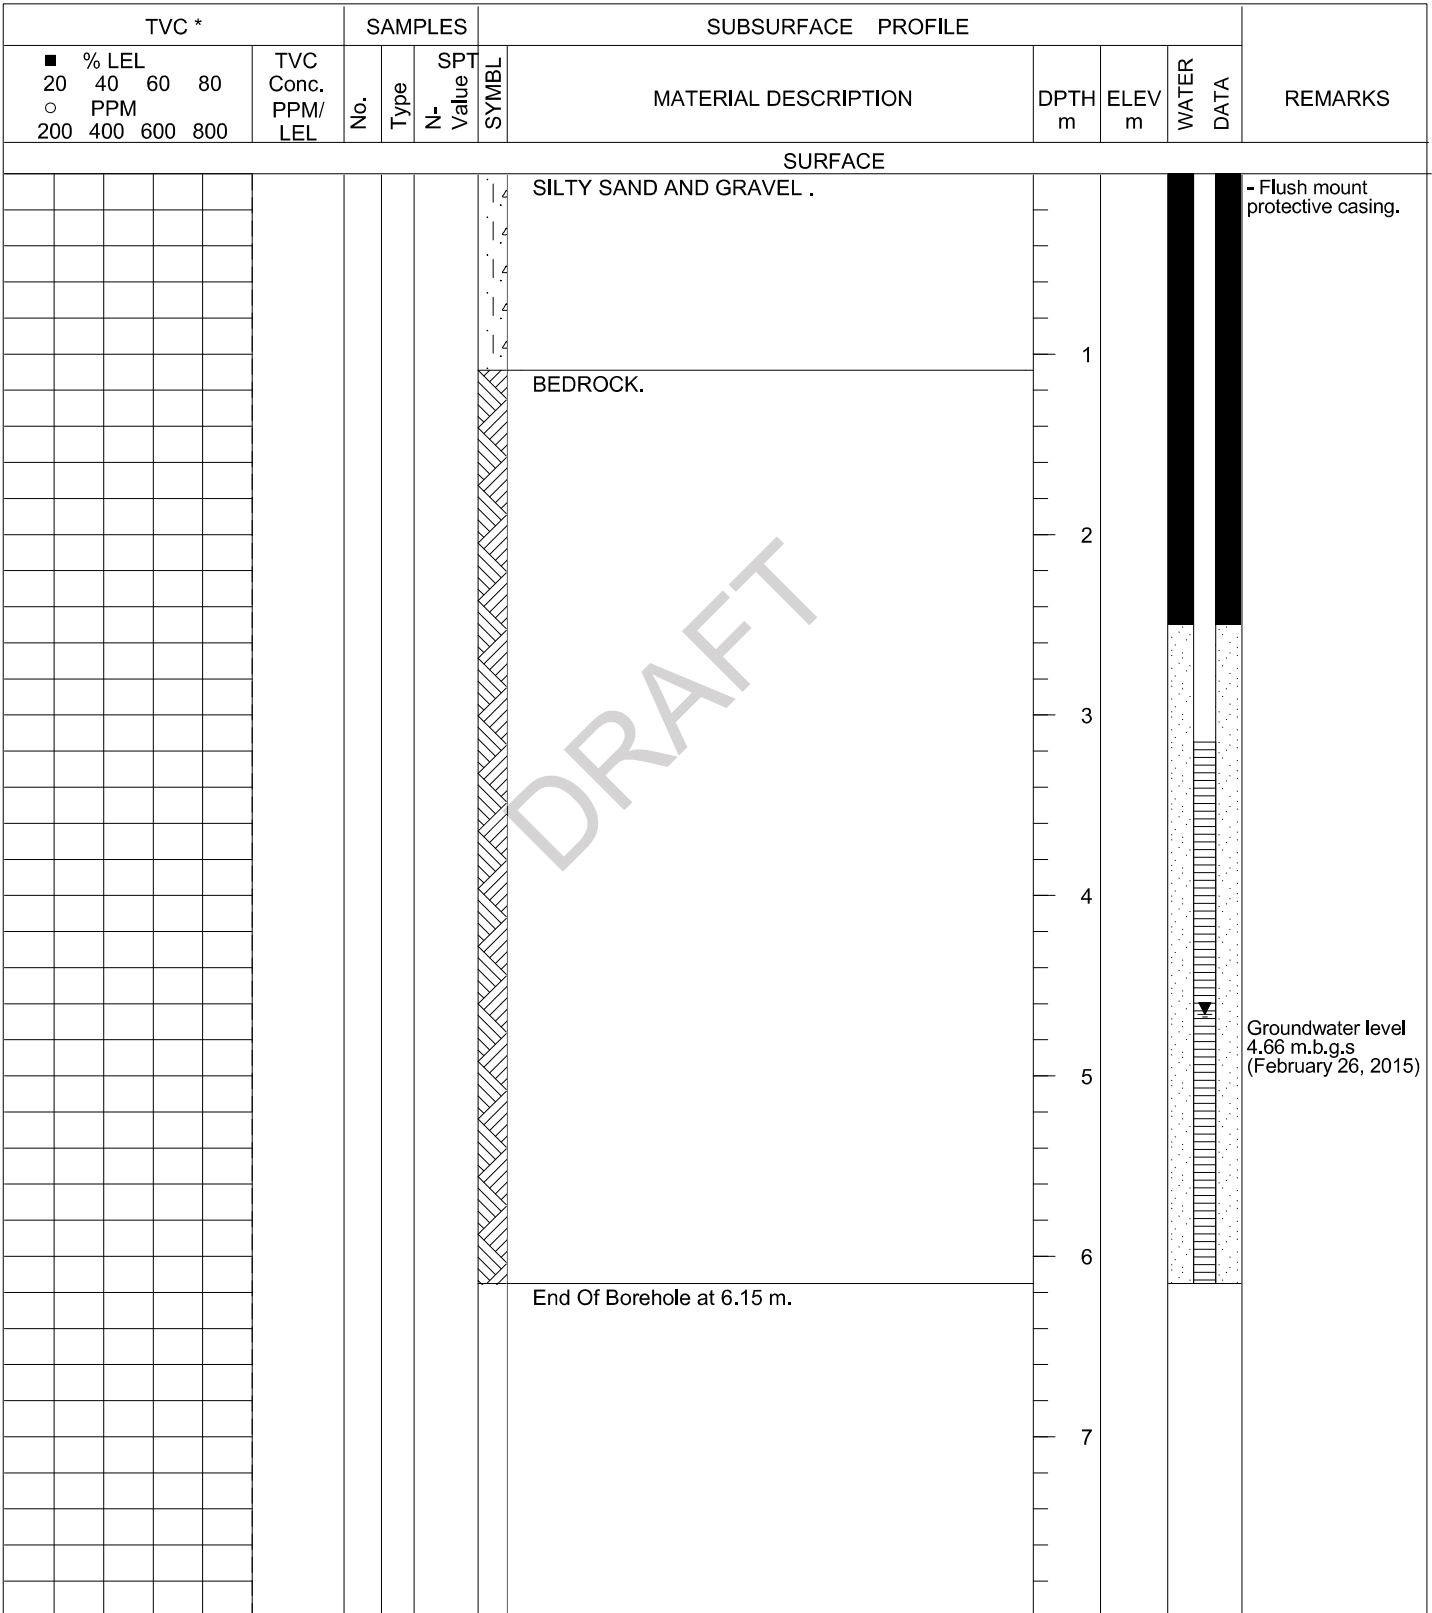 TVC *
SAMPLES
SUBSURFACE PROFILE
■ % LEL
20 40 60 80
○ PPM
200 400 600 800
TVC
Conc.
PPM/
LEL
No.
Type
SPT
N-
Value
SYMBL
MATERIAL DESCRIPTION
DPTH
m
ELEV
m
WATER
DATA
REMARKS
SURFACE
SILTY SAND AND GRAVEL .
- Flush mount
protective casing.
1
BEDROCK.
2
DRAFT
3
4
Groundwater level
4.66 m.b.g.s
(February 26, 2015)
5
6
End Of Borehole at 6.15 m.
7